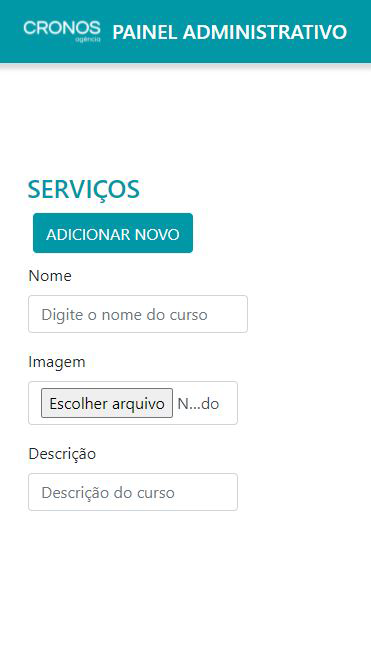 CRONOS
agência
PAINEL ADMINISTRATIVO
SERVIÇOS
ADICIONAR NOVO
Nome
Digite o nome do curso
Imagem
Escolher arquivo N...do
Descrição
Descrição do curso